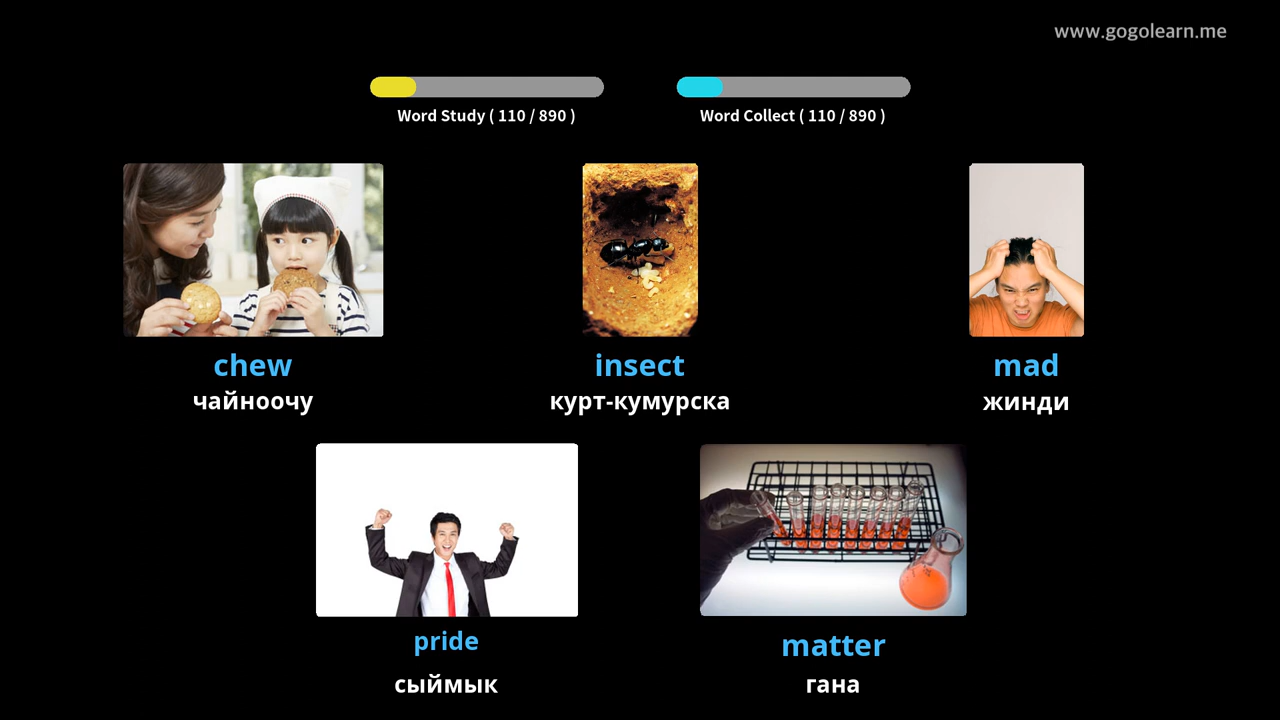 www.gogolearn.me
Word Study ( 110 / 890 )
Word Collect ( 110 / 890 )
chew
чайноочу
insect
курт-кумурска
mad
жинди
pride
сыймык
matter
гана